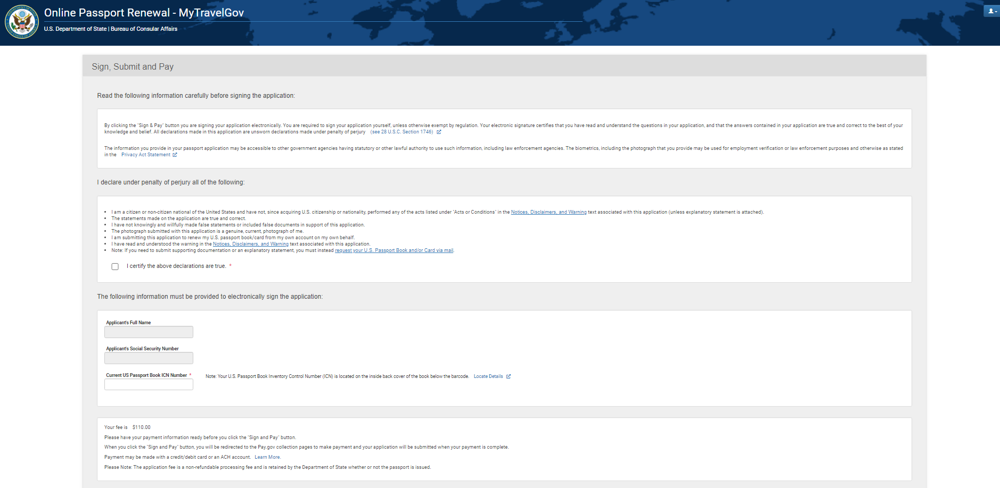 Online Passport Renewal - MyTravelGov
U.S. Department of State | Bureau of Consular Affairs
Sign, Submit and Pay
Read the following information carefully before signing the application:
By clicking the "Sign & Pay" button you are signing your application electronically. You are required to sign your application yourself, unless otherwise exempt by regulation. Your electronic signature certifies that you have read and understand the questions in your application, and that the answers contained in your application are true and correct to the best of your
knowledge and belief. All declarations made in this application are unsworn declarations made under penalty of perjury (see 28 U.S.C. Section 1746)
The information you provide in your passport application may be accessible to other government agencies having statutory or other lawful authority to use such information, including law enforcement agencies. The biometrics, including the photograph that you provide may be used for employment verification or law enforcement purposes and otherwise as stated
in the Privacy Act Statement
I declare under penalty of perjury all of the following:
• I am a citizen or non-citizen national of the United States and have not, since acquiring U.S. citizenship or nationality, performed any of the acts listed under "Acts or Conditions" in the Notices, Disclaimers, and Warning text associated with this application (unless explanatory statement is attached).
• The statements made on the application are true and correct.
• I have not knowingly and willfully made false statements or included false documents in support of this application.
• The photograph submitted with this application is a genuine, current, photograph of me.
• I am submitting this application to renew my U.S. passport book/card from my own account on my own behalf.
• I have read and understood the warning in the Notices, Disclaimers, and Warning text associated with this application.
• Note: If you need to submit supporting documentation or an explanatory statement, you must instead request your U.S. Passport Book and/or Card via mail.
I certify the above declarations are true. *
The following information must be provided to electronically sign the application:
Applicant's Full Name
Applicant's Social Security Number
Current US Passport Book ICN Number * Note: Your U.S. Passport Book Inventory Control Number (ICN) is located on the inside back cover of the book below the barcode. Locate Details
Your fee is $110.00
Please have your payment information ready before you click the "Sign and Pay" button.
When you click the "Sign and Pay" button, you will be redirected to the Pay.gov collection pages to make payment and your application will be submitted when your payment is complete.
Payment may be made with a credit/debit card or an ACH account. Learn More.
Please Note: The application fee is a non-refundable processing fee and is retained by the Department of State whether or not the passport is issued.